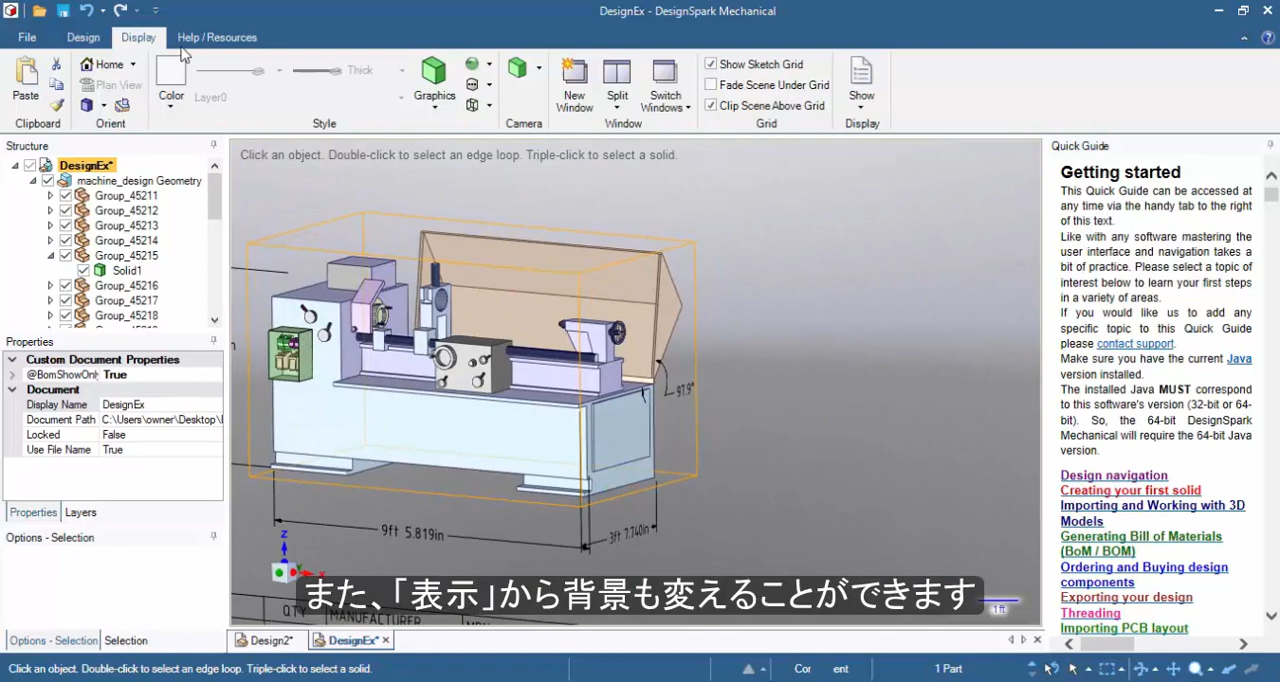 DesignEx - DesignSpark Mechanical
File Design Display Help / Resources
Paste
Clipboard
Home
Plan View
Orient
Color
Layer0
Thick
Style
Graphics
Camera
New Window
Split
Switch Windows
Window
Show Sketch Grid
Fade Scene Under Grid
Clip Scene Above Grid
Grid
Show
Display
Structure
DesignEx*
machine_design Geometry
Group_45211
Group_45212
Group_45213
Group_45214
Group_45215
Solid1
Group_45216
Group_45217
Group_45218
Properties
Custom Document Properties
@BomShowOnl True
Document
Display Name DesignEx
Document Path C:\Users\owner\Desktop\
Locked False
Use File Name True
Properties Layers
Options - Selection
Options - Selection Selection
Click an object. Double-click to select an edge loop. Triple-click to select a solid.
97.9°
9ft 5.819in
3ft 7.740in
Z
X
QTY MANUFACTURER
1ft
また、「表示」から背景も変えることができます
Design2* DesignEx*
Quick Guide
Getting started
This Quick Guide can be accessed at
any time via the handy tab to the right
of this text.
Like with any software mastering the
user interface and navigation takes a
bit of practice. Please select a topic of
interest below to learn your first steps
in a variety of areas.
If you would like us to add any
specific topic to this Quick Guide
please contact support.
Make sure you have the current Java
version installed.
The installed Java MUST correspond
to this software's version (32-bit or 64-
bit). So, the 64-bit DesignSpark
Mechanical will require the 64-bit Java
version.
Design navigation
Creating your first solid
Importing and Working with 3D
Models
Generating Bill of Materials
(BoM / BOM)
Ordering and Buying design
components
Exporting your design
Threading
Importing PCB layout
Click an object. Double-click to select an edge loop. Triple-click to select a solid.
Cor ent
1 Part